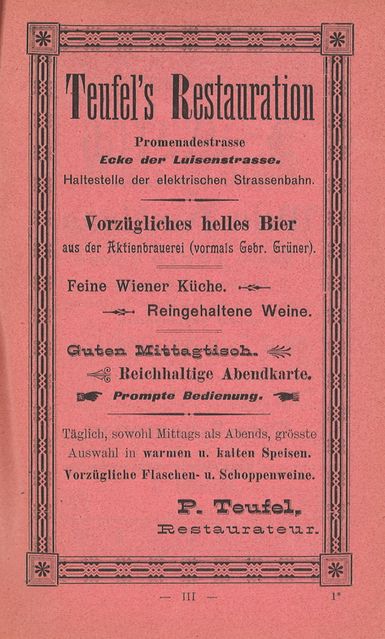 Teufel's Restauration
Promenadestrasse
Ecke der Luisenstrasse.
Haltestelle der elektrischen Strassenbahn.
Vorzügliches helles Bier
aus der Aktienbrauerei (vormals Gebr. Grüner).
Feine Wiener Küche.
Reingehaltene Weine.
Guten Mittagtisch.
Reichhaltige Abendkarte.
Prompte Bedienung.
Täglich, sowohl Mittags als Abends, grösste
Auswahl in warmen u. kalten Speisen.
Vorzügliche Flaschen- u. Schoppenweine.
P. Teufel,
Restaurateur.
— III — 1*